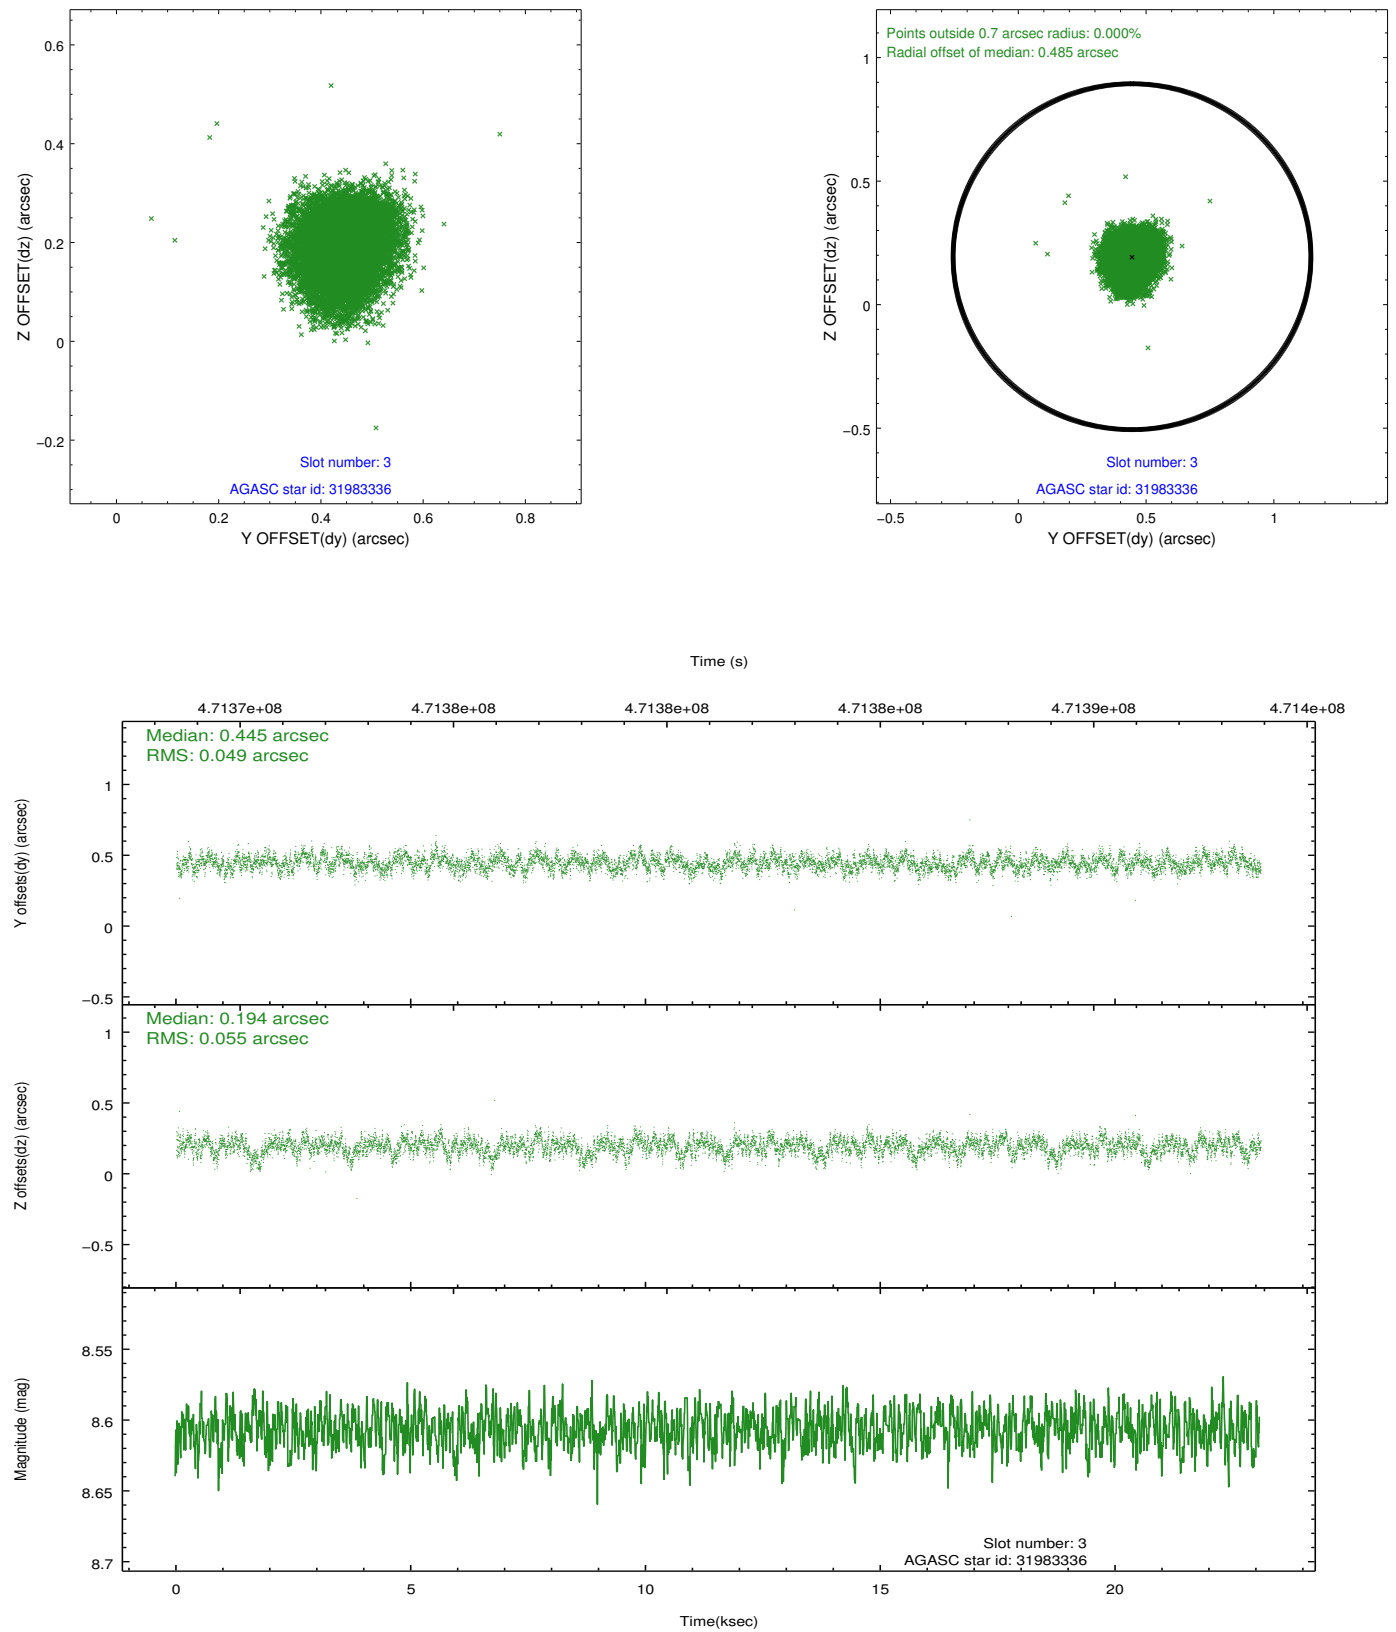 0.6
0.4
0.2
0
−0.2
Z OFFSET(dz) (arcsec)
Slot number: 3
AGASC star id: 31983336
0 0.2 0.4 0.6 0.8
Y OFFSET(dy) (arcsec)
Points outside 0.7 arcsec radius: 0.000%
Radial offset of median: 0.485 arcsec
1
0.5
0
−0.5
Z OFFSET(dz) (arcsec)
Slot number: 3
AGASC star id: 31983336
−0.5 0 0.5 1
Y OFFSET(dy) (arcsec)
Time (s)
4.7137e+08 4.7138e+08 4.7138e+08 4.7138e+08 4.7139e+08 4.714e+08
Median: 0.445 arcsec
RMS: 0.049 arcsec
1
0.5
0
−0.5
Y offsets(dy) (arcsec)
Median: 0.194 arcsec
RMS: 0.055 arcsec
1
0.5
0
−0.5
Z offsets(dz) (arcsec)
8.55
8.6
8.65
8.7
Magnitude (mag)
Slot number: 3
AGASC star id: 31983336
0 5 10 15 20
Time(ksec)